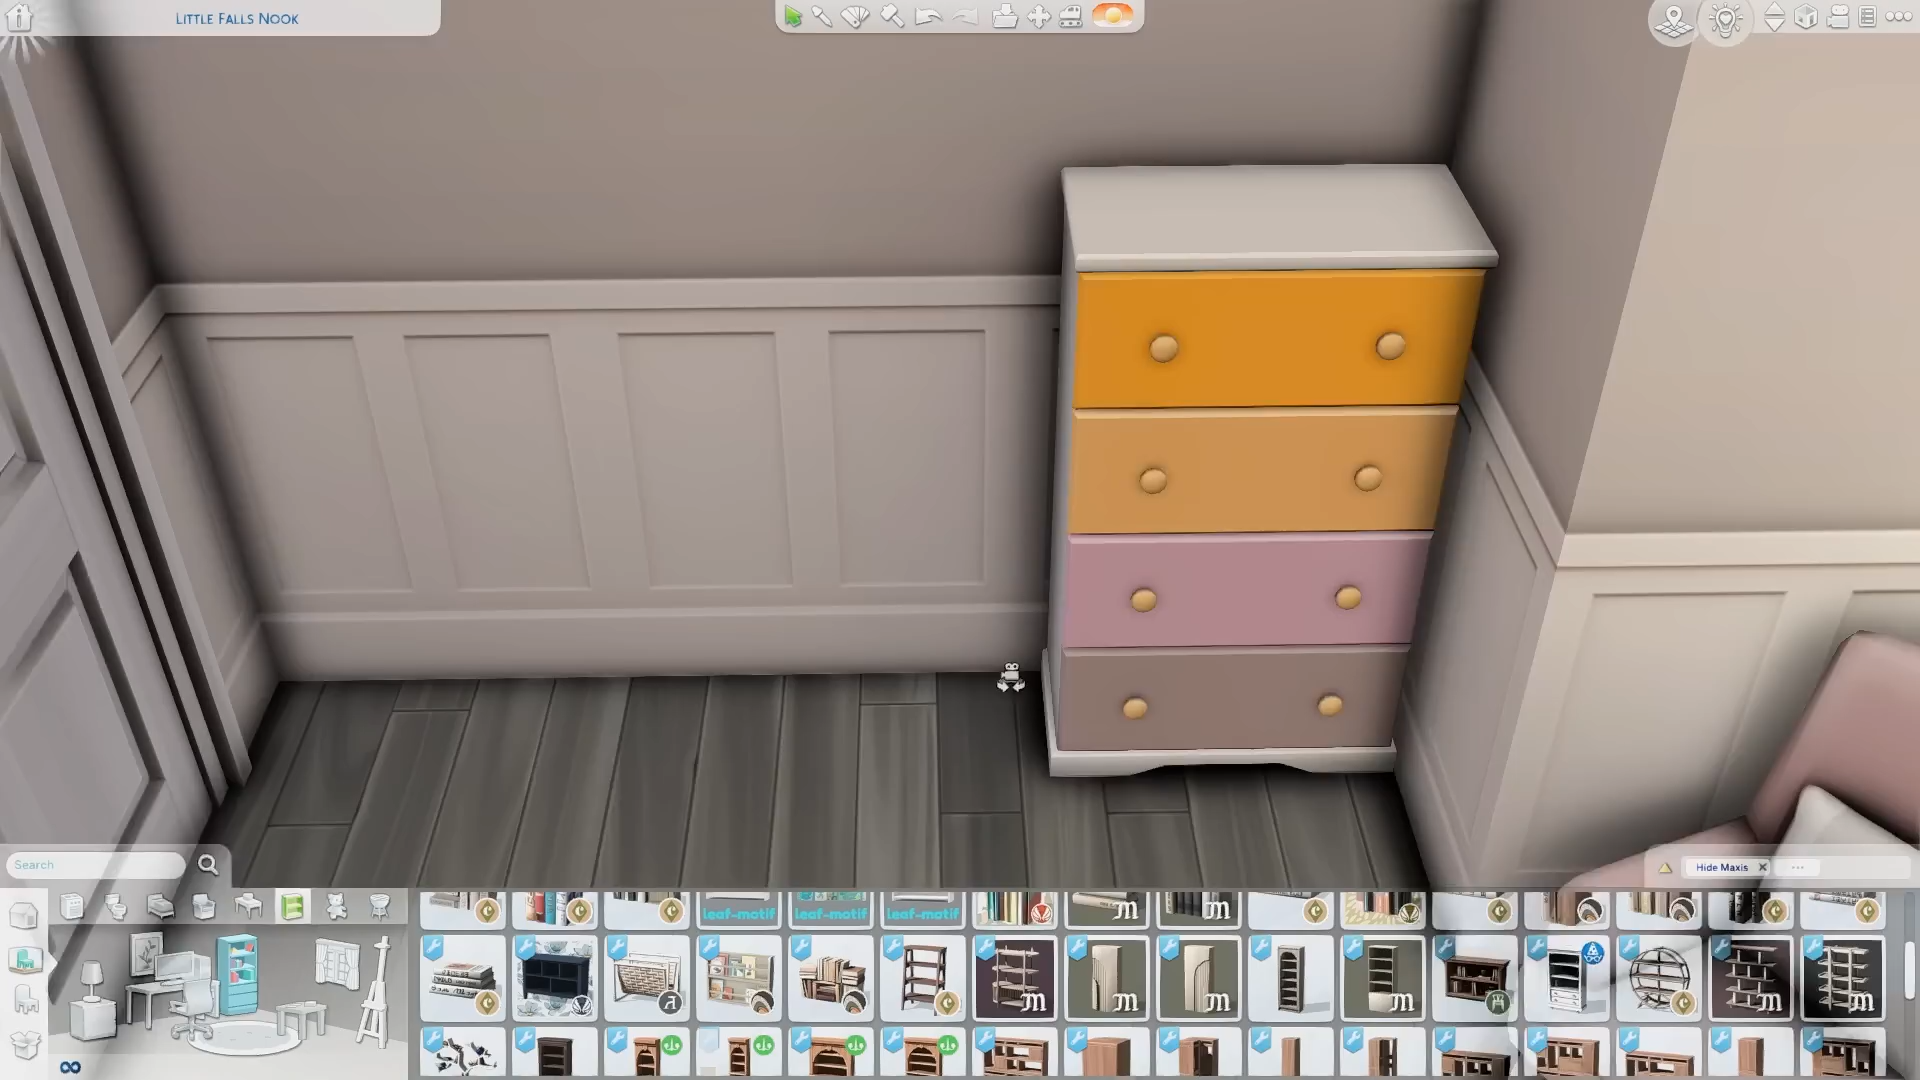 LITTLE FALLS NOOK
Search
Hide Maxis
leaf-motif
leaf-motif
leaf-motif